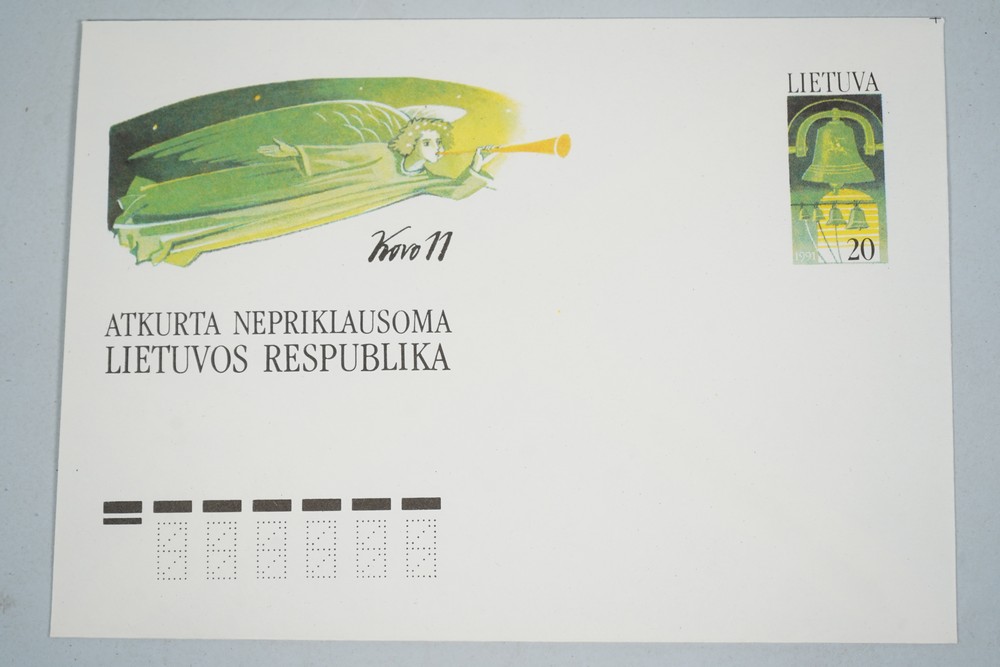 LIETUVA
1991
20
Kovo 11
ATKURTA NEPRIKLAUSOMA
LIETUVOS RESPUBLIKA